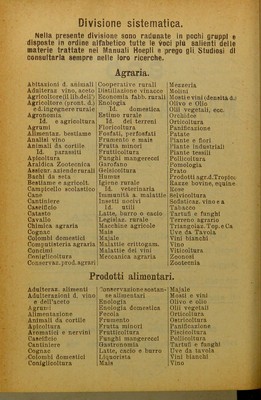 Divisione sistematica.
Nella presente divisione sono radunate in pochi gruppi e
disposte in ordine alfabetico tutte le voci più salienti delle
materie trattate nei Manuali Hoepli e prego gli Studiosi di
consultarla sempre nelle loro ricerche.
Agraria.
Abitazioni d. animali
Adulteraz. vino, aceto
Agricoltore (il lib. dell')
Agricoltore (pront. d.)
ed. ingegnere rurale
Agronomia
Id. e agricoltura
Agrumi
Alimentaz. bestiame
Analisi vino
Animali da cortile
Id. parassiti
Apicoltura
Araldica Zootecnica
Assicur. aziende rurali
Bachi da seta
Bestiame e agricolt.
Campicello scolastico
Cane
Cantiniere
Caseificio
Catasto
Cavallo
Chimica agraria
Cognac
Colombi domestici
Computisteria agraria
Concimi
Coniglicoltura
Conservaz. prod. agrari
Cooperative rurali
Distillazione vinacce
Economia fabb. rurali
Enologia
Id. domestica
Estimo rurale
Id. dei terreni
Floricoltura
Fosfati, perfosfati
Frumento e mais
Frutta minori
Frutticoltura
Funghi mangerecci
Garofano
Gelsicoltura
Humus
Igiene rurale
Id. veterinaria
Immunità e malattie
Insetti nocivi
Id. utili
Latte, burro e cacio
Legislaz. rurale
Macchine agricole
Mais
Majale
Malattie crittogam.
Malattie dei vini
Meccanica agraria
Mezzeria
Molini
Mosti e vini (densità d.)
Olivo e Olio
Olii vegetali, ecc.
Orchidee
Orticoltura
Panificazione
Patate
Piante e fiori
Piante industriali
Piante tessili
Pollicoltura
Pomologia
Prato
Prodotti agr. d. Tropico
Razze bovine, equine
Rose
Selvicoltura
Sofisticaz. vino e a.
Tabacco
Tartufi e funghi
Terreno agrario
Triangolaz. Top. e Ca.
Uve da Tavola
Vini bianchi
Vino
Viticoltura
Zoonosi
Zootecnia
Prodotti alimentari.
Adulteraz. alimenti
Adulterazioni d. vino
e dell'aceto
Agrumi
Alimentazione
Animali da cortile
Apicoltura
Aromatici e nervini
Caseificio
Cantiniere
Cognac
Colombi domestici
Coniglicoltura
Conservazione sostanze
alimentari
Enologia
Enologia domestica
Fecola
Frumento
Frutta minori
Frutticoltura
Funghi mangerecci
Gastronomia
Latte, cacio e burro
Liquorista
Mais
Majale
Mosti e vini
Olivo e olio
Olii vegetali
Orticoltura
Ostricoltura
Panificazione
Piscicoltura
Pollicoltura
Tartufi e funghi
Uve da tavola
Vini bianchi
Vino